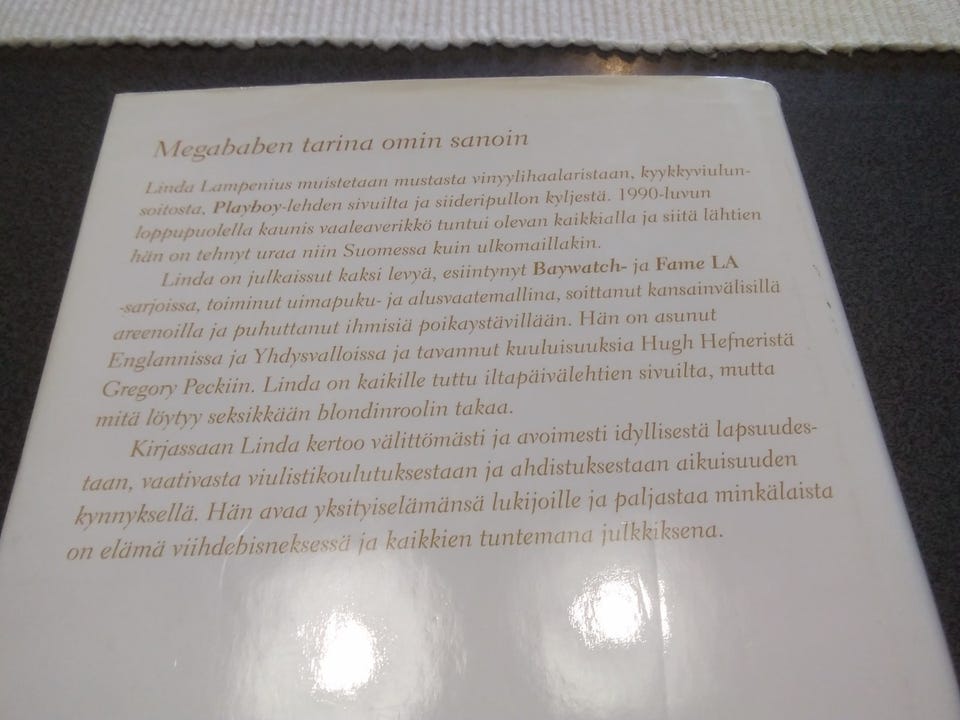 Megababen tarina omin sanoin
Linda Lampenius muistetaan mustasta vinyylihaalaristaan, kyykkyviulun-
soitosta, Playboy-lehden sivuilta ja siideripullon kyljestä. 1990-luvun
loppupuolella kaunis vaaleaverikkö tuntui olevan kaikkialla ja siitä lähtien
hän on tehnyt uraa niin Suomessa kuin ulkomaillakin.
Linda on julkaissut kaksi levyä, esiintynyt Baywatch- ja Fame LA
-sarjoissa, toiminut uimapuku- ja alusvaatemallina, soittanut kansainvälisillä
areenoilla ja puhuttanut ihmisiä poikaystävillään. Hän on asunut
Englannissa ja Yhdysvalloissa ja tavannut kuuluisuuksia Hugh Hefneristä
Gregory Peckiin. Linda on kaikille tuttu iltapäivälehtien sivuilta, mutta
mitä löytyy seksikkään blondinroolin takaa.
Kirjassaan Linda kertoo välittömästi ja avoimesti idyllisestä lapsuudes-
taan, vaativasta viulistikoulutuksestaan ja ahdistuksestaan aikuisuuden
kynnyksellä. Hän avaa yksityiselämänsä lukijoille ja paljastaa minkälaista
on elämä viihdebisneksessä ja kaikkien tuntemana julkkiksena.